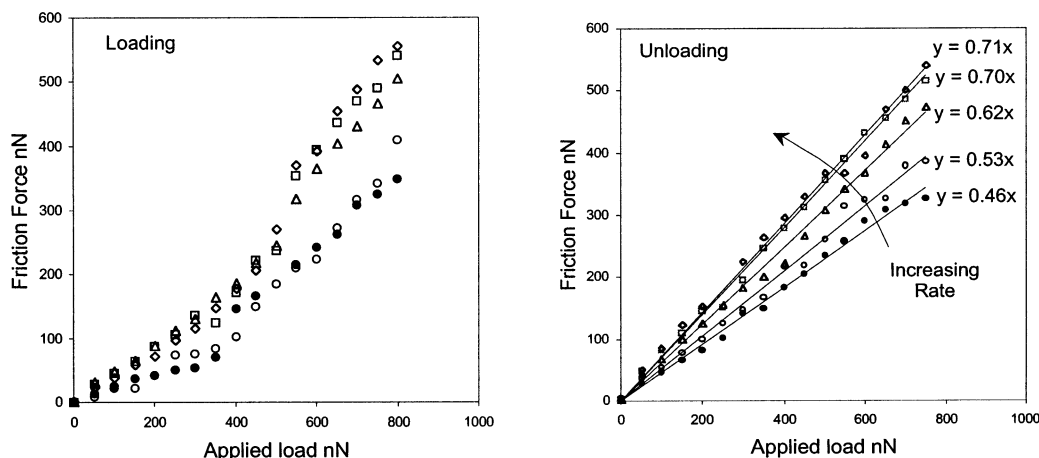 Loading
600
500
400
300
200
100
0
0 200 400 600 800 1000
Friction Force nN
Applied load nN
Unloading
600
500
400
300
200
100
0
0 200 400 600 800 1000
Friction Force nN
Applied load nN
y = 0.71x
y = 0.70x
y = 0.62x
y = 0.53x
y = 0.46x
Increasing
Rate